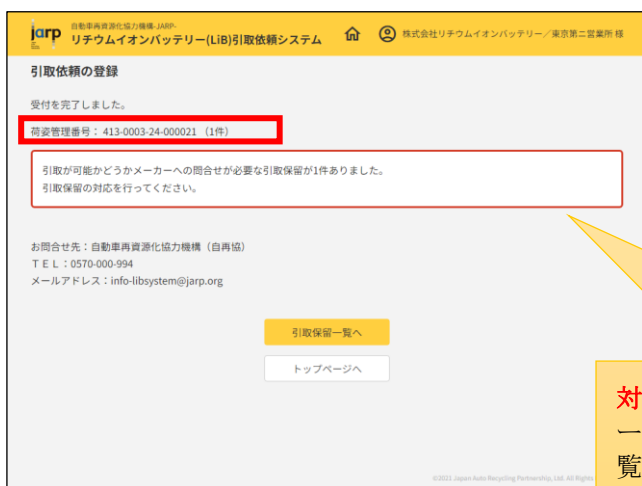 jarp
自動車再資源化協力機構-JARP-
リチウムイオンバッテリー(LiB)引取依頼システム
株式会社リチウムイオンバッテリー／東京第二営業所 様
引取依頼の登録
受付を完了しました。
荷姿管理番号： 413-0003-24-000021 （1件）
引取が可能かどうかメーカーへの問合せが必要な引取保留が1件ありました。
引取保留の対応を行ってください。
お問合せ先：自動車再資源化協力機構（自再協）
ＴＥＬ：0570-000-994
メールアドレス：info-libsystem@jarp.org
引取保留一覧へ
トップページへ
対
ー
覧
©2021 Japan Auto Recycling Partnership, Ltd. All Rights